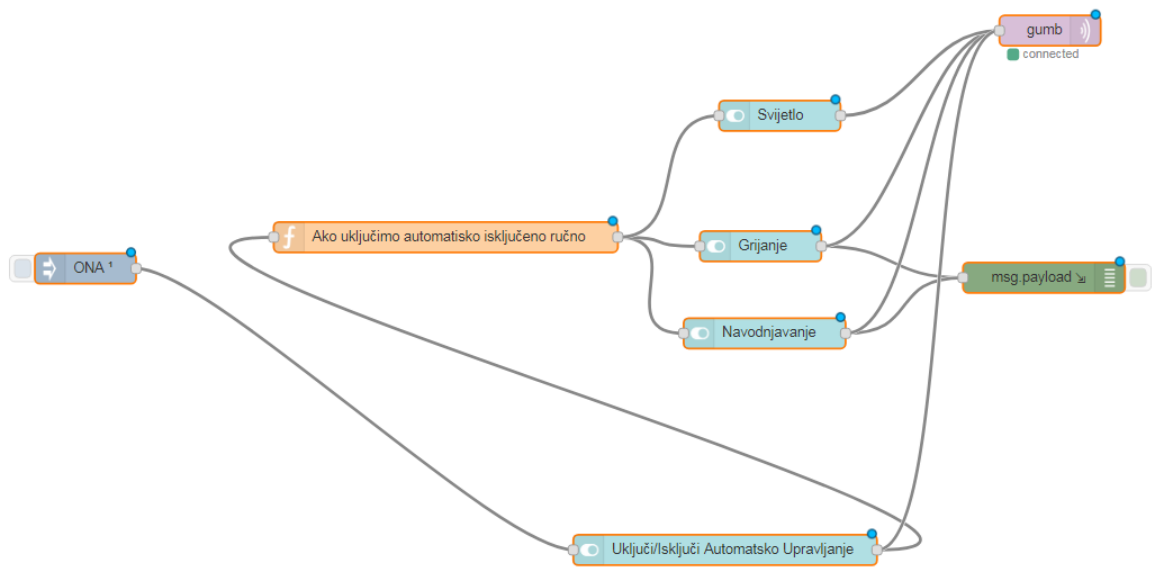 gumb
connected
Svijetlo
Ako uključimo automatisko isključeno ručno
Grijanje
ONA ¹
msg.payload
Navodnjavanje
Uključi/Isključi Automatsko Upravljanje